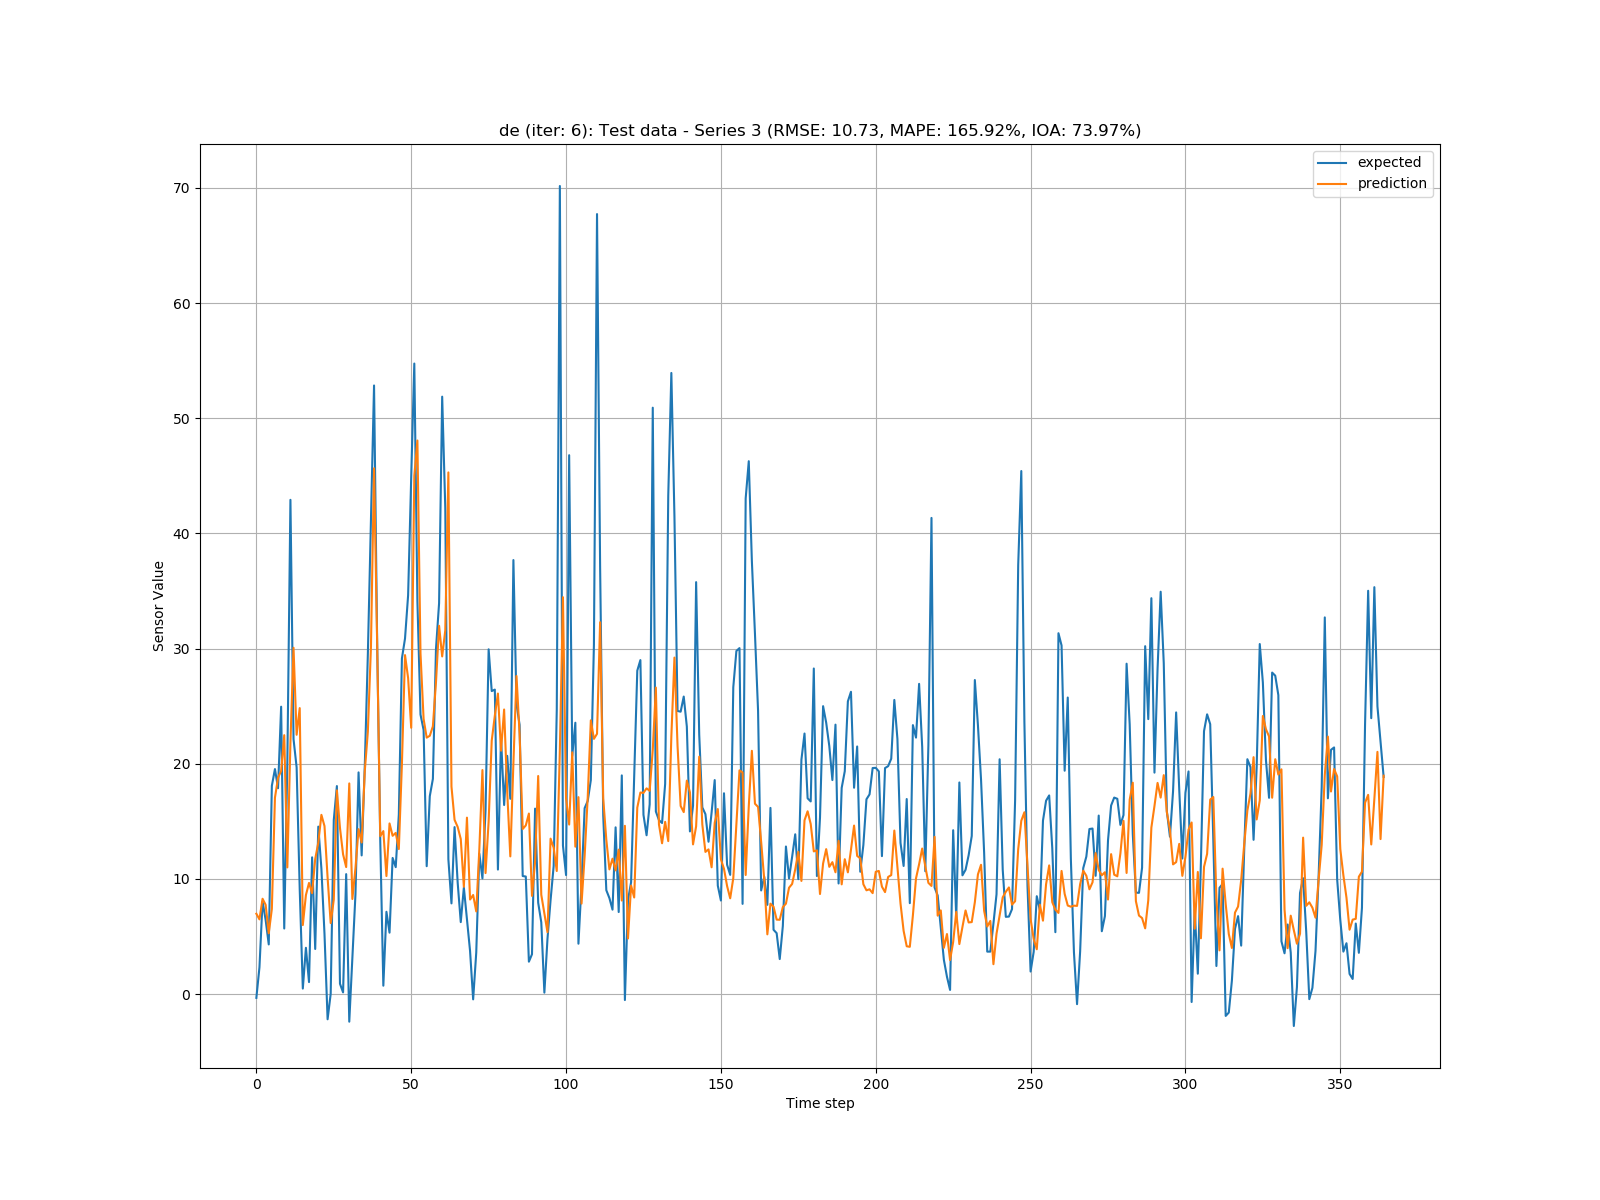 de (iter: 6): Test data - Series 3 (RMSE: 10.73, MAPE: 165.92%, IOA: 73.97%)
expected
prediction
70
60
50
40
30
20
10
0
Sensor Value
0 50 100 150 200 250 300 350
Time step